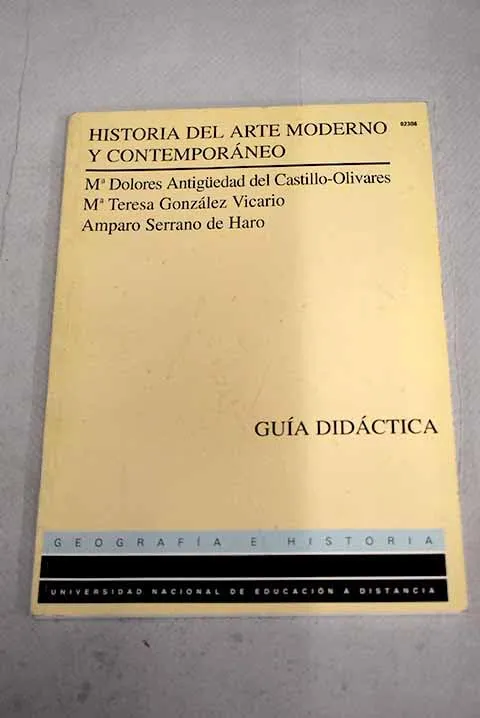 HISTORIA DEL ARTE MODERNO
02308
Y CONTEMPORÁNEO
Mª Dolores Antigüedad del Castillo-Olivares
Mª Teresa González Vicario
Amparo Serrano de Haro
GUÍA DIDÁCTICA
GEOGRAFÍA E HISTORIA
UNIVERSIDAD NACIONAL DE EDUCACIÓN A DISTANCIA